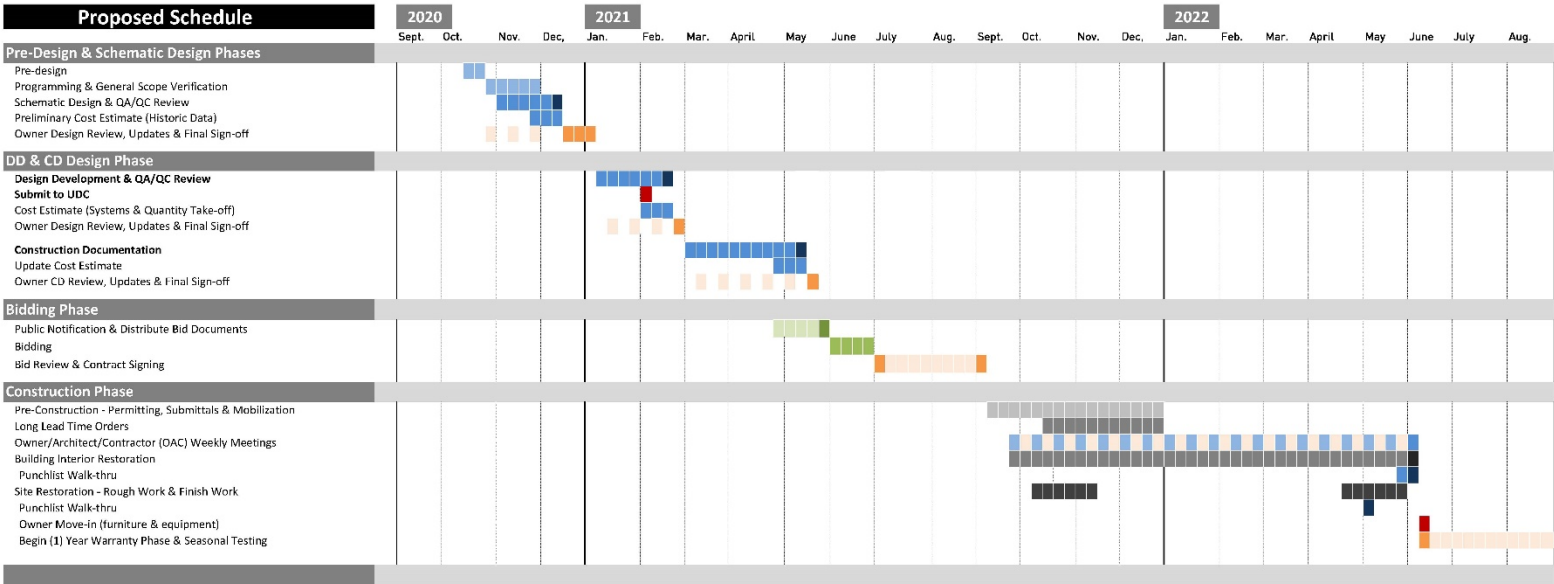 Proposed Schedule
2020 2021 2022
Sept. Oct. Nov. Dec, Jan. Feb. Mar. April May June July Aug. Sept. Oct. Nov. Dec, Jan. Feb. Mar. April May June July Aug.
Pre-Design & Schematic Design Phases
Pre-design
Programming & General Scope Verification
Schematic Design & QA/QC Review
Preliminary Cost Estimate (Historic Data)
Owner Design Review, Updates & Final Sign-off
DD & CD Design Phase
Design Development & QA/QC Review
Submit to UDC
Cost Estimate (Systems & Quantity Take-off)
Owner Design Review, Updates & Final Sign-off
Construction Documentation
Update Cost Estimate
Owner CD Review, Updates & Final Sign-off
Bidding Phase
Public Notification & Distribute Bid Documents
Bidding
Bid Review & Contract Signing
Construction Phase
Pre-Construction - Permitting, Submittals & Mobilization
Long Lead Time Orders
Owner/Architect/Contractor (OAC) Weekly Meetings
Building Interior Restoration
Punchlist Walk-thru
Site Restoration - Rough Work & Finish Work
Punchlist Walk-thru
Owner Move-in (furniture & equipment)
Begin (1) Year Warranty Phase & Seasonal Testing